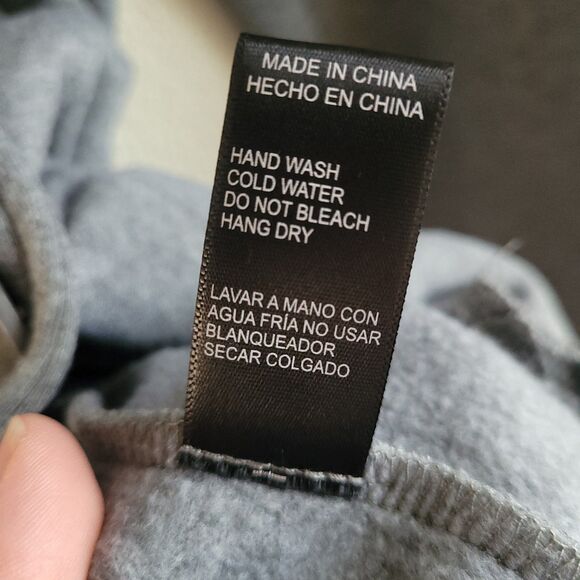 MADE IN CHINA
HECHO EN CHINA
HAND WASH
COLD WATER
DO NOT BLEACH
HANG DRY
LAVAR A MANO CON
AGUA FRÍA NO USAR
BLANQUEADOR
SECAR COLGADO